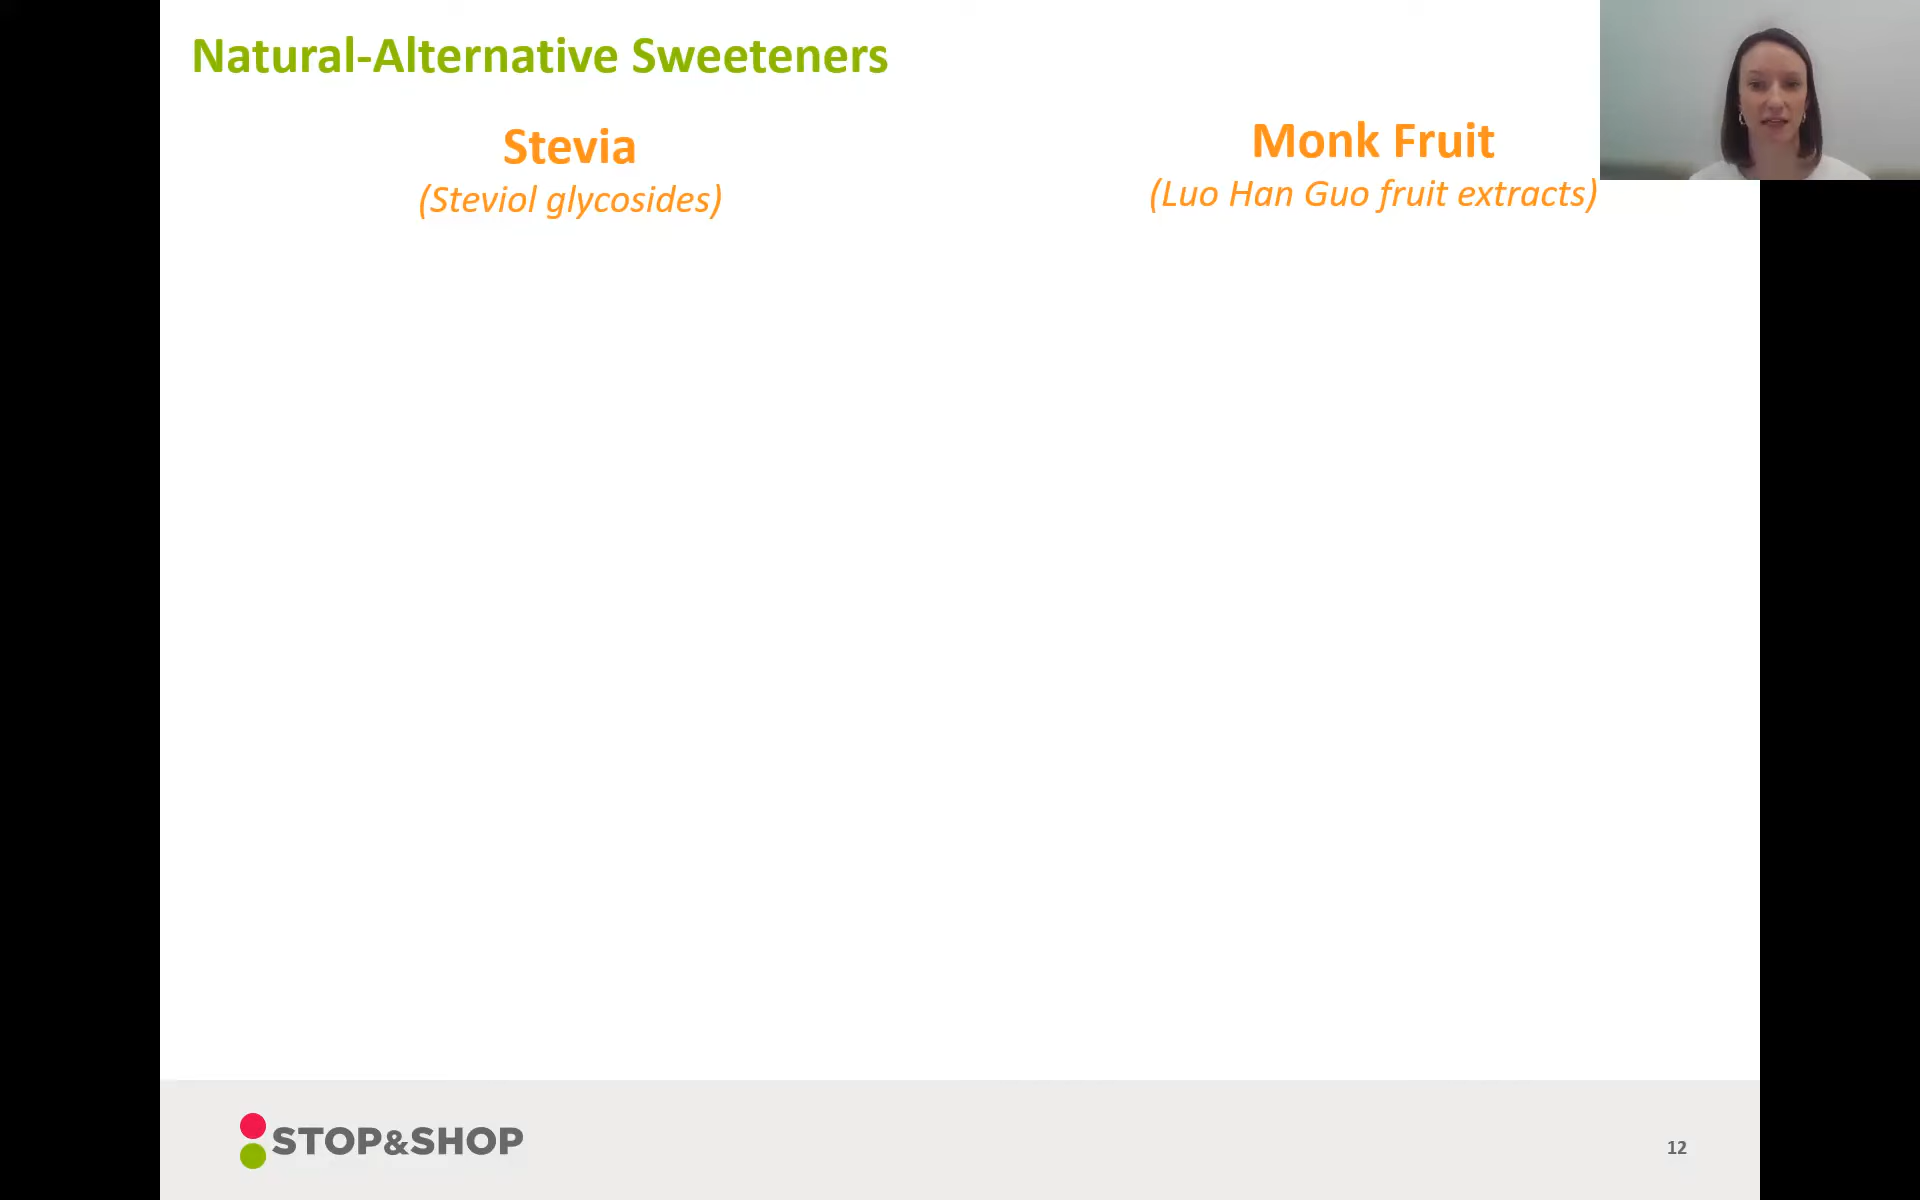 Natural-Alternative Sweeteners
Stevia
(Steviol glycosides)
Monk Fruit
(Luo Han Guo fruit extracts)
STOP&SHOP
12